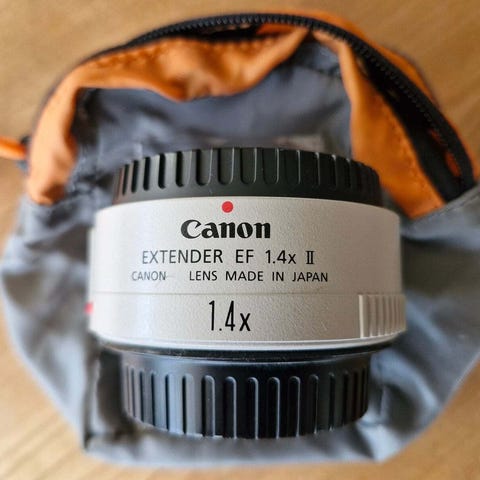 Canon
EXTENDER EF 1.4x II
CANON LENS MADE IN JAPAN
1.4x